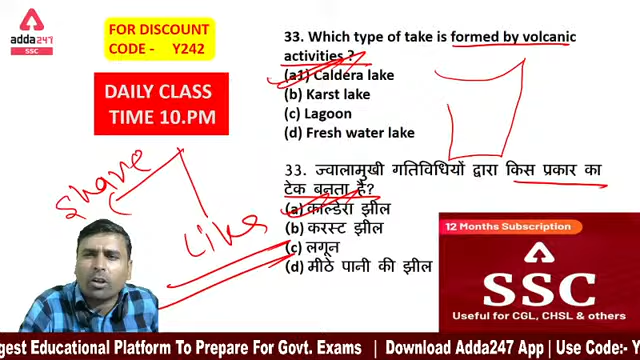 adda247
SSC
FOR DISCOUNT
CODE - Y242
DAILY CLASS
TIME 10.PM
share
Like
33. Which type of take is formed by volcanic
activities ?
(a1) Caldera lake
(b) Karst lake
(c) Lagoon
(d) Fresh water lake
33. ज्वालामुखी गतिविधियों द्वारा किस प्रकार का
टेक बनता है?
(a) काल्डेरा झील
(b) करस्ट झील
(c) लगून
(d) मीठे पानी की झील
12 Months Subscription
SSC
Useful for CGL, CHSL & others
gest Educational Platform To Prepare For Govt. Exams | Download Adda247 App | Use Code:- Y